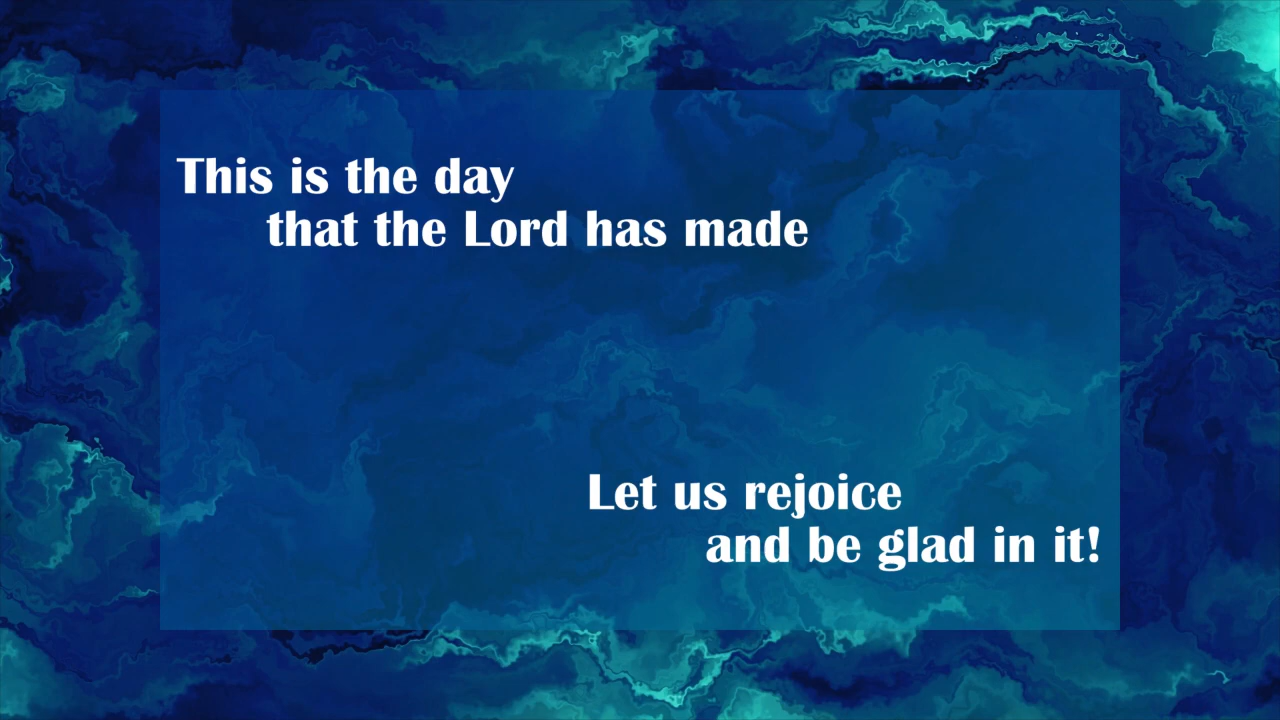 This is the day
that the Lord has made
Let us rejoice
and be glad in it!